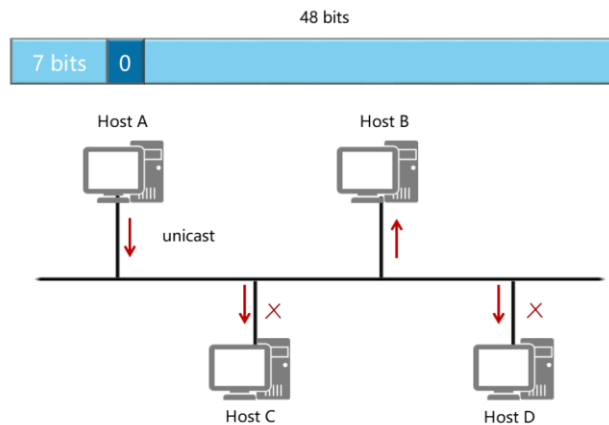 48 bits
7 bits 0
Host A
Host B
unicast
Host C
Host D